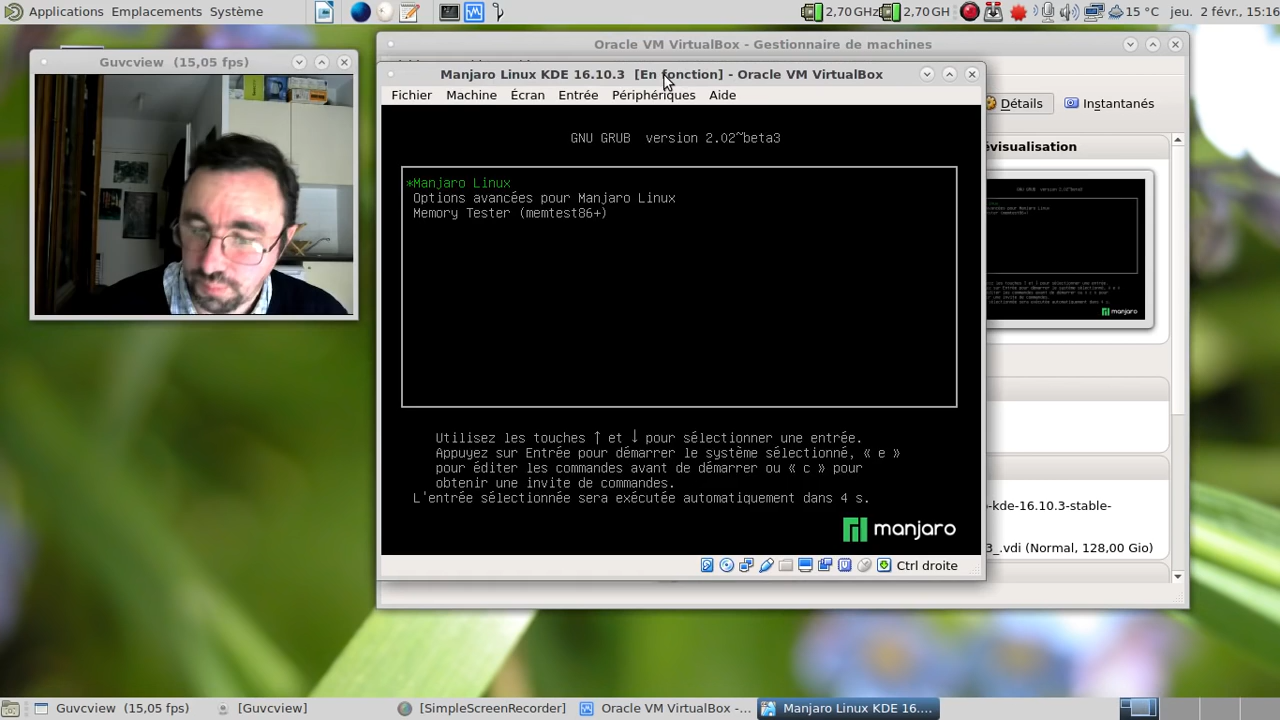 Applications Emplacements Système
2,70 GHz 2,70 GH 15 °C jeu. 2 févr., 15:16
Guvcview (15,05 fps)
Oracle VM VirtualBox - Gestionnaire de machines
Manjaro Linux KDE 16.10.3 [En fonction] - Oracle VM VirtualBox
Fichier Machine Écran Entrée Périphériques Aide
Détails Instantanés
évisualisation
GNU GRUB version 2.02~beta3
*Manjaro Linux
Options avancées pour Manjaro Linux
Memory Tester (memtest86+)
Utilisez les touches ↑ et ↓ pour sélectionner une entrée.
Appuyez sur Entrée pour démarrer le système sélectionné, « e »
pour éditer les commandes avant de démarrer ou « c » pour
obtenir une invite de commandes.
L'entrée sélectionnée sera exécutée automatiquement dans 4 s.
manjaro
manjaro
-kde-16.10.3-stable-
3_.vdi (Normal, 128,00 Gio)
Ctrl droite
Guvcview (15,05 fps) [Guvcview] [SimpleScreenRecorder] Oracle VM VirtualBox -... Manjaro Linux KDE 16....